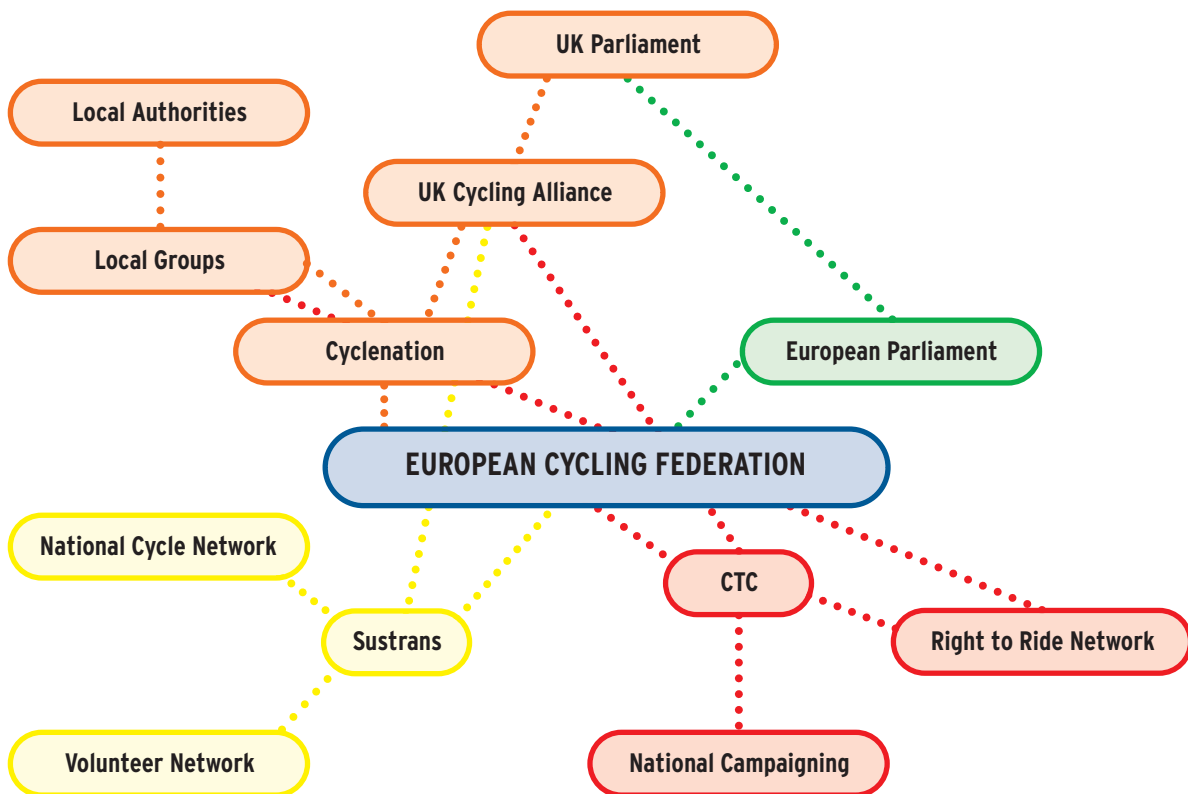 UK Parliament
Local Authorities
UK Cycling Alliance
Local Groups
Cyclenation
European Parliament
EUROPEAN CYCLING FEDERATION
National Cycle Network
CTC
Sustrans
Right to Ride Network
Volunteer Network
National Campaigning